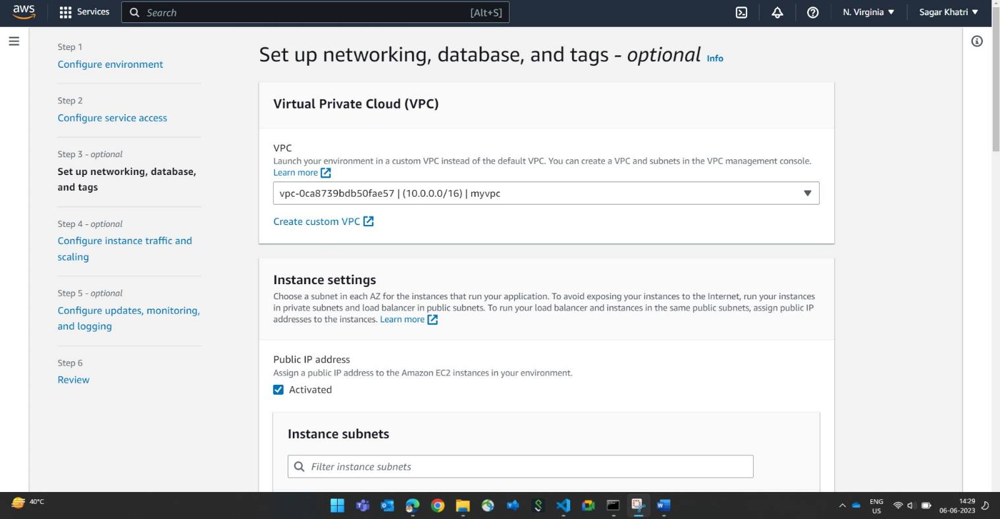 aws
Services
Search
[Alt+S]
N. Virginia
Sagar Khatri
Step 1
Configure environment
Step 2
Configure service access
Step 3 - optional
Set up networking, database,
and tags
Step 4 - optional
Configure instance traffic and
scaling
Step 5 - optional
Configure updates, monitoring,
and logging
Step 6
Review
Set up networking, database, and tags - optional Info
Virtual Private Cloud (VPC)
VPC
Launch your environment in a custom VPC instead of the default VPC. You can create a VPC and subnets in the VPC management console.
Learn more
vpc-0ca8739bdb50fae57 | (10.0.0.0/16) | myvpc
Create custom VPC
Instance settings
Choose a subnet in each AZ for the instances that run your application. To avoid exposing your instances to the Internet, run your instances
in private subnets and load balancer in public subnets. To run your load balancer and instances in the same public subnets, assign public IP
addresses to the instances. Learn more
Public IP address
Assign a public IP address to the Amazon EC2 instances in your environment.
Activated
Instance subnets
Filter instance subnets
40°C
ENG
US
14:29
06-06-2023